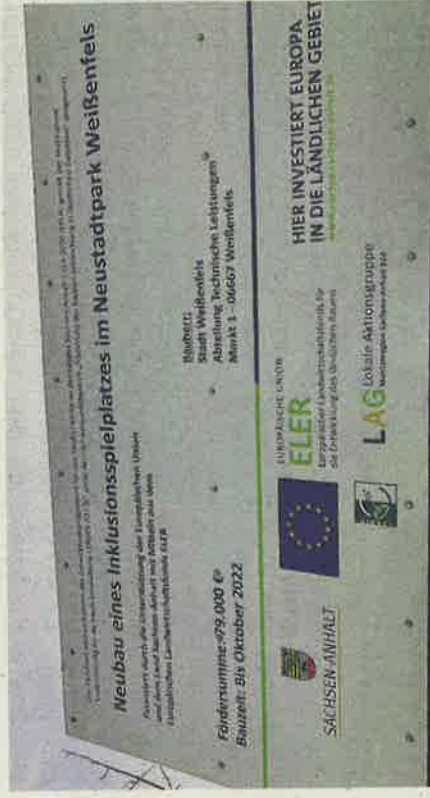 Neubau eines Inklusionsspielplatzes im Neustadtpark Weißenfels
Finanziert durch die Unterstützung der Europäischen Union
und dem Land Sachsen-Anhalt mit Mitteln aus dem
Europäischen Landwirtschaftsfonds ELER
Bauherr:
Stadt Weißenfels
Abteilung Technische Leistungen
Markt 1 - 06667 Weißenfels
Fördersumme: 979.000 €
Bauzeit: Bis Oktober 2022
SACHSEN-ANHALT
EUROPÄISCHE UNION
ELER
Europäischer Landwirtschaftsfonds für
die Entwicklung des ländlichen Raums
HIER INVESTIERT EUROPA
IN DIE LÄNDLICHEN GEBIET
LAG Lokale Aktionsgruppe